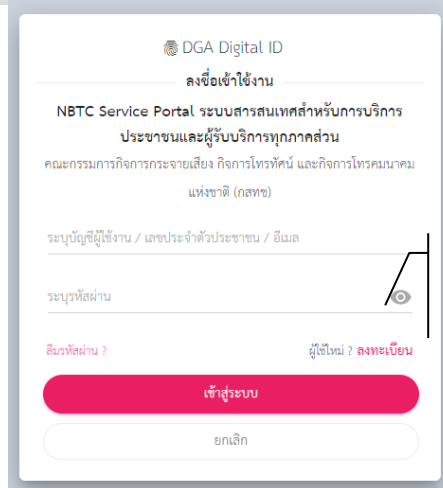 DGA Digital ID
ลงชื่อเข้าใช้งาน
NBTC Service Portal ระบบสารสนเทศสำหรับการบริการ
ประชาชนและผู้รับบริการทุกภาคส่วน
คณะกรรมการกิจการกระจายเสียง กิจการโทรทัศน์ และกิจการโทรคมนาคม
แห่งชาติ (กสทช)
ระบุบัญชีผู้ใช้งาน / เลขประจำตัวประชาชน / อีเมล
ระบุรหัสผ่าน
ลืมรหัสผ่าน ? ผู้ใช้ใหม่ ? ลงทะเบียน
เข้าสู่ระบบ
ยกเลิก